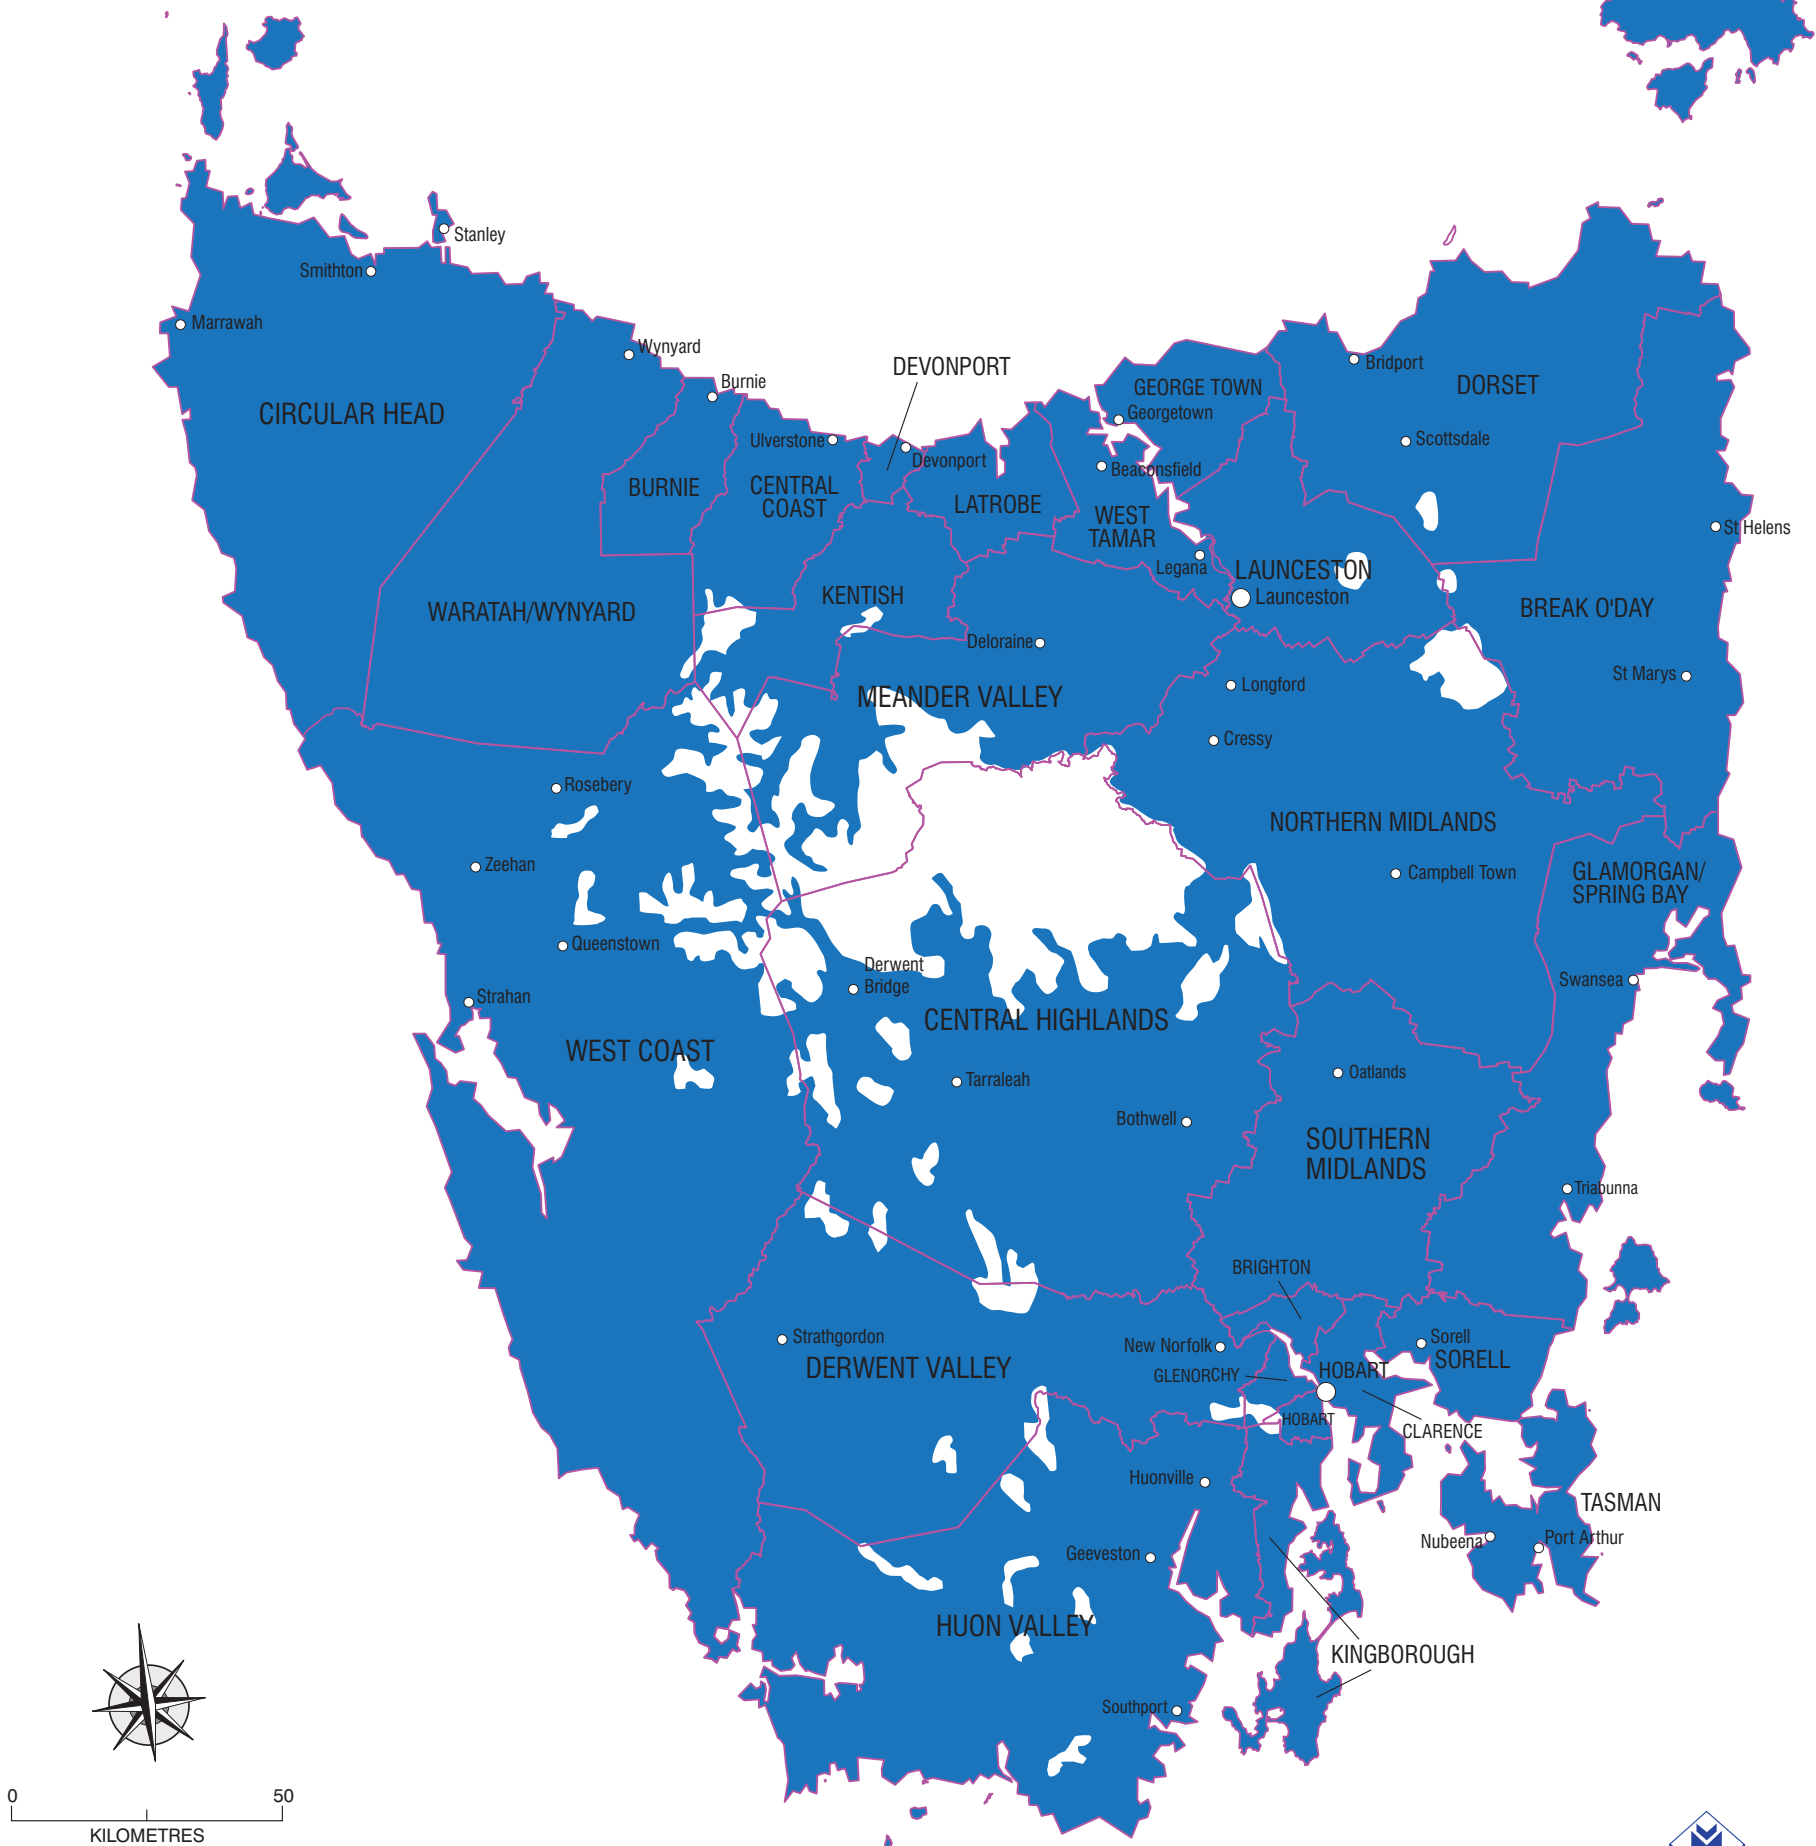 Stanley
Smithton
Marrawah
Wynyard
DEVONPORT
Bridport
Burnie
GEORGE TOWN
DORSET
CIRCULAR HEAD
Georgetown
Ulverstone
Scottsdale
Devonport
Beaconsfield
BURNIE
CENTRAL
COAST
LATROBE
WEST
TAMAR
St Helens
Legana
LAUNCESTON
Launceston
KENTISH
WARATAH/WYNYARD
BREAK O'DAY
Deloraine
St Marys
Longford
MEANDER VALLEY
Cressy
Rosebery
NORTHERN MIDLANDS
Zeehan
Campbell Town
GLAMORGAN/
SPRING BAY
Queenstown
Derwent
Bridge
Swansea
Strahan
CENTRAL HIGHLANDS
WEST COAST
Oatlands
Tarraleah
Bothwell
SOUTHERN
MIDLANDS
Triabunna
BRIGHTON
Strathgordon
New Norfolk
Sorell
SORELL
DERWENT VALLEY
GLENORCHY
HOBART
HOBART
CLARENCE
Huonville
TASMAN
Nubeena
Port Arthur
Geeveston
HUON VALLEY
KINGBOROUGH
Southport
0 50
KILOMETRES